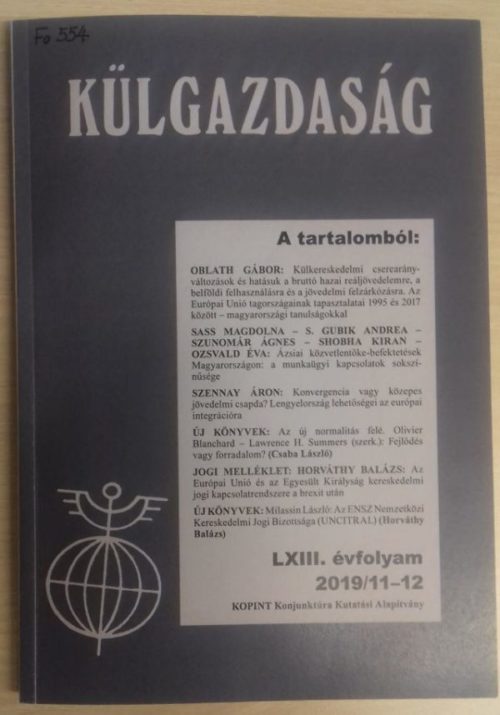 Fo 554
KÜLGAZDASÁG
A tartalomból:
OBLATH GÁBOR: Külkereskedelmi cserearány-
változások és hatásuk a bruttó hazai reáljövedelemre, a
belföldi felhasználásra és a jövedelmi felzárkózásra. Az
Európai Unió tagországainak tapasztalatai 1995 és 2017
között – magyarországi tanulságokkal
SASS MAGDOLNA – S. GUBIK ANDREA –
SZUNOMÁR ÁGNES – SHOBHA KIRAN –
OZSVALD ÉVA: Ázsiai közvetlentőke-befektetések
Magyarországon: a munkaügyi kapcsolatok sokszí-
nűsége
SZENNAY ÁRON: Konvergencia vagy közepes
jövedelmi csapda? Lengyelország lehetőségei az európai
integrációra
ÚJ KÖNYVEK: Az új normalitás felé. Olivier
Blanchard – Lawrence H. Summers (szerk.): Fejlődés
vagy forradalom? (Csaba László)
JOGI MELLÉKLET: HORVÁTHY BALÁZS: Az
Európai Unió és az Egyesült Királyság kereskedelmi
jogi kapcsolatrendszere a brexit után
ÚJ KÖNYVEK: Milassin László: Az ENSZ Nemzetközi
Kereskedelmi Jogi Bizottsága (UNCITRAL) (Horváthy
Balázs)
LXIII. évfolyam
2019/11–12
KOPINT Konjunktúra Kutatási Alapítvány